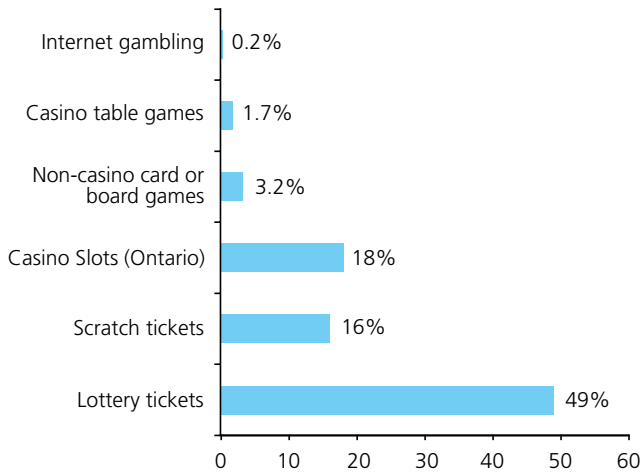 Internet gambling 0.2%
Casino table games 1.7%
Non-casino card or
board games 3.2%
Casino Slots (Ontario) 18%
Scratch tickets 16%
Lottery tickets 49%
0 10 20 30 40 50 60